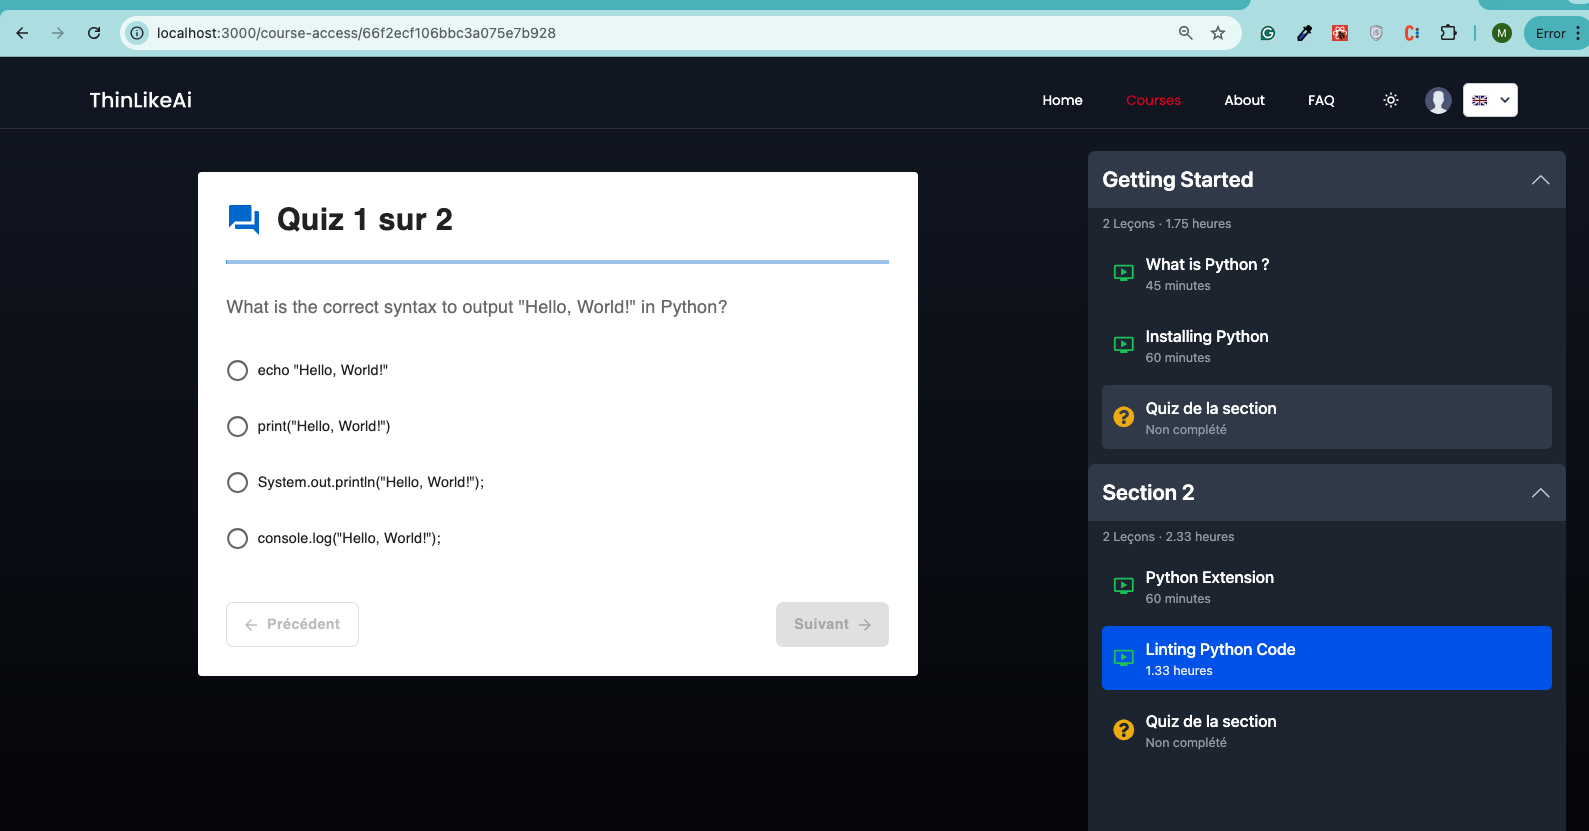 localhost:3000/course-access/66f2ecf106bbc3a075e7b928
M
Error
ThinLikeAi
Home
Courses
About
FAQ
Quiz 1 sur 2
What is the correct syntax to output "Hello, World!" in Python?
echo "Hello, World!"
print("Hello, World!")
System.out.println("Hello, World!");
console.log("Hello, World!");
← Précédent
Suivant →
Getting Started
2 Leçons · 1.75 heures
What is Python ?
45 minutes
Installing Python
60 minutes
?
Quiz de la section
Non complété
Section 2
2 Leçons · 2.33 heures
Python Extension
60 minutes
Linting Python Code
1.33 heures
?
Quiz de la section
Non complété